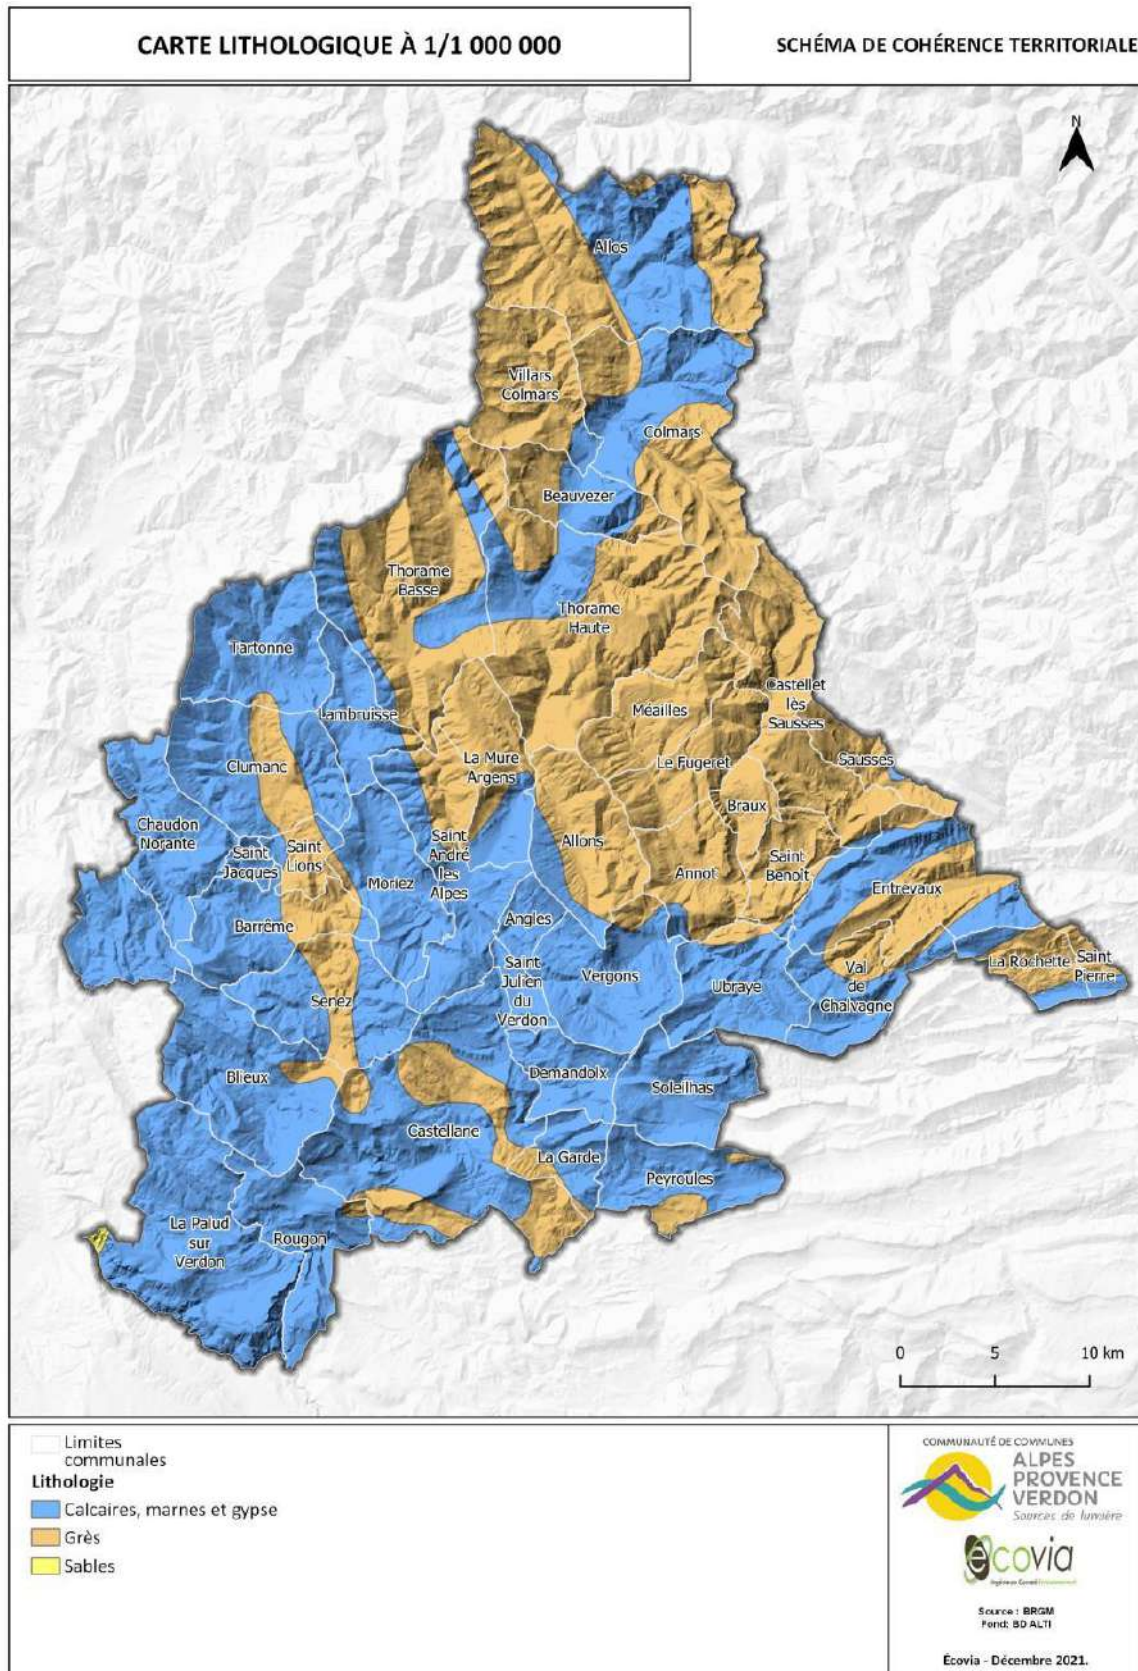 CARTE LITHOLOGIQUE À 1/1 000 000
SCHÉMA DE COHÉRENCE TERRITORIALE
N
Allos
Villars
Colmars
Colmars
Beauvezer
Thorame
Basse
Thorame
Haute
Tartonne
Castellet
lès
Sausses
Méailles
Lambruisse
La Mure
Argens
Le Fugeret
Sausses
Clumanc
Braux
Chaudon
Norante
Saint
Jacques
Saint
Lions
Saint
André
les
Alpes
Allons
Moriez
Annot
Saint
Benoît
Entrevaux
Barrême
Angles
Saint
Julien
du
Verdon
Vergons
Ubraye
Val
de
Chalvagne
La Rochette
Saint
Pierre
Senez
Blieux
Demandolx
Soleilhas
Castellane
La Garde
Peyroules
La Palud
sur
Verdon
Rougon
0 5 10 km
Limites
communales
Lithologie
Calcaires, marnes et gypse
Grès
Sables
COMMUNAUTÉ DE COMMUNES
ALPES
PROVENCE
VERDON
Sources de lumière
écovia
Ingénieux Conseil Environnement
Source : BRGM
Fond: BD ALTI
Écovia - Décembre 2021.